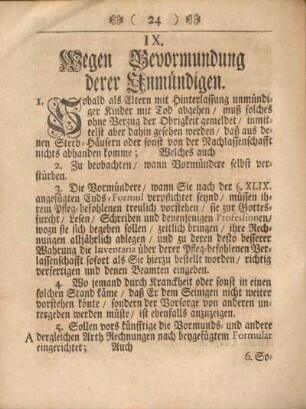 ( 24 )
IX.
Wegen Bevormundung
derer Unmündigen.
1. Sobald als Eltern mit Hinterlassung unmündi-
ger Kinder mit Tod abgehen / muß solches
ohne Verzug der Obrigkeit gemeldet / inmit-
telst aber dahin gesehen werden / daß aus de-
nen Sterb-Häusern oder sonst von der Nachlassenschafft
nichts abhanden komme; Welches auch
2. Zu beobachten / wann Vormündere selbst ver-
stürben.
3. Die Vormündere / wann Sie nach der §. XLIX.
angefügten Eyds-Formul verpflichtet seynd / müssen ih-
rem Pfleg-befohlenen treulich vorstehen / sie zur Gottes-
furcht / Lesen / Schreiben und demjenigen Profesionen /
wozu sie sich begeben sollen / zeitlich bringen / ihre Rech-
nungen alljährlich ablegen / und zu deren desto besserer
Wahrung die Inventaria über derer Pfleg-befohlenen Ver-
lassenschafft sofort als Sie hierzu bestellt worden / richtig
verfertigen und denen Beamten eingeben.
4. Wo jemand durch Kranckheit oder sonst in einen
solchen Stand käme / daß Er dem Seinigen nicht weiter
vorstehen könte / sondern der Vorsorge von anderen un-
tergeben werden müste / ist ebenfalls anzuzeigen.
5. Sollen vors künftige die Vormunds- und andere
A dergleichen Arth Rechnungen nach beygefügtem Formular
eingerichtet; Auch
6. So-